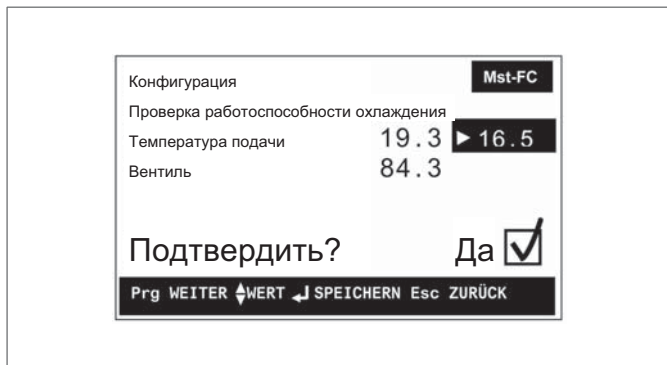 Конфигурация Mst-FC
Проверка работоспособности охлаждения
Температура подачи 19.3 ►16.5
Вентиль 84.3
Подтвердить? Да ☑
Prg WEITER ▲▼WERT ↵ SPEICHERN Esc ZURÜCK